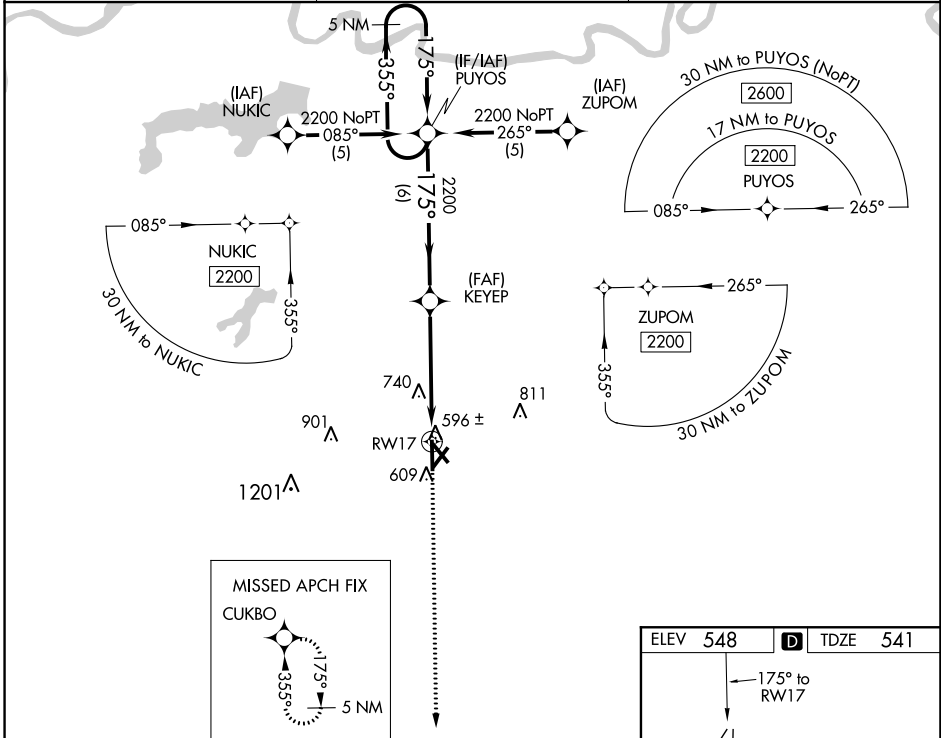 5 NM
175°
355°
(IF/IAF)
PUYOS
(IAF)
NUKIC
2200 NoPT
085°
(5)
(IAF)
ZUPOM
2200 NoPT
265°
(5)
30 NM to PUYOS (NoPT)
2600
17 NM to PUYOS
2200
PUYOS
085°
265°
2200
175°
(6)
085°
NUKIC
2200
355°
30 NM to NUKIC
(FAF)
KEYEP
265°
ZUPOM
2200
355°
30 NM to ZUPOM
740
811
901
596 ±
RW17
609
1201
MISSED APCH FIX
CUKBO
175°
355°
5 NM
ELEV 548 D TDZE 541
175° to
RW17